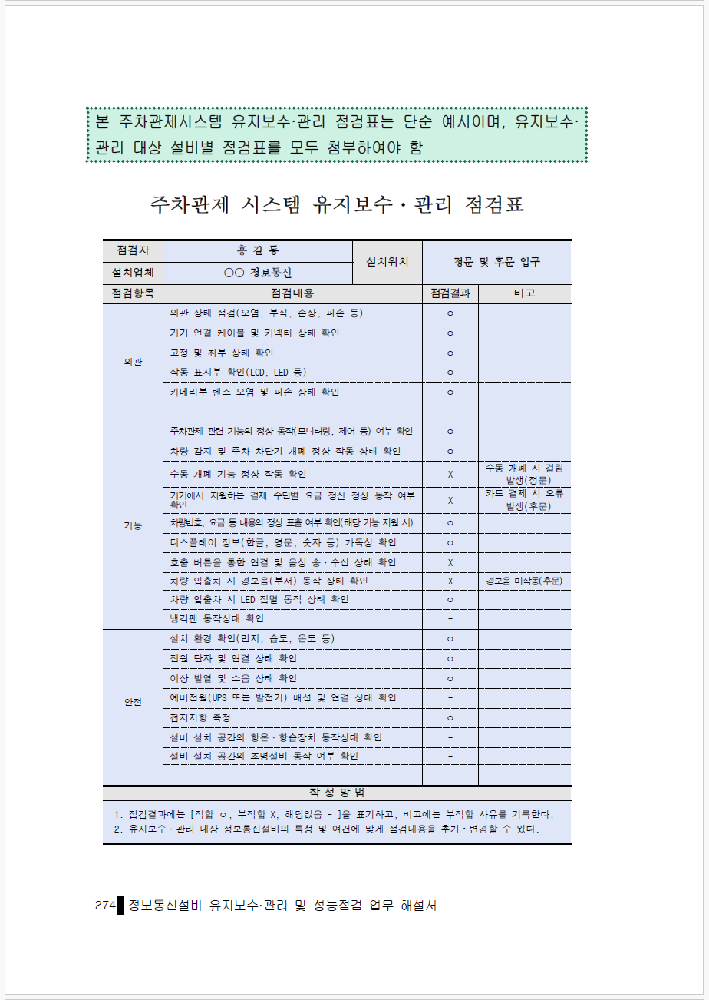 본 주차관제시스템 유지보수·관리 점검표는 단순 예시이며, 유지보수·
관리 대상 설비별 점검표를 모두 첨부하여야 함
주차관제 시스템 유지보수·관리 점검표
점검자 홍 길 동 설치위치 정문 및 후문 입구
설치업체 ○○ 정보통신
점검항목 점검내용 점검결과 비고
외관
외관 상태 점검(오염, 부식, 손상, 파손 등) ○
기기 연결 케이블 및 커넥터 상태 확인 ○
고정 및 취부 상태 확인 ○
작동 표시부 확인(LCD, LED 등) ○
카메라부 렌즈 오염 및 파손 상태 확인 ○
기능
주차관제 관련 기능의 정상 동작(모니터링, 제어 등) 여부 확인 ○
차량 감지 및 주차 차단기 개폐 정상 작동 상태 확인 ○
수동 개폐 기능 정상 작동 확인 X 수동 개폐 시 걸림
발생(정문)
기기에서 지원하는 결제 수단별 요금 정산 정상 동작 여부
확인 X 카드 결제 시 오류
발생(후문)
차량번호, 요금 등 내용의 정상 표출 여부 확인(해당 기능 지원 시) ○
디스플레이 정보(한글, 영문, 숫자 등) 가독성 확인 ○
호출 버튼을 통한 연결 및 음성 송·수신 상태 확인 X
차량 입출차 시 경보음(부저) 동작 상태 확인 X 경보음 미작동(후문)
차량 입출차 시 LED 점멸 동작 상태 확인 ○
냉각팬 동작상태 확인 -
안전
설치 환경 확인(먼지, 습도, 온도 등) ○
전원 단자 및 연결 상태 확인 ○
이상 발열 및 소음 상태 확인 ○
예비전원(UPS 또는 발전기) 배선 및 연결 상태 확인 -
접지저항 측정 ○
설비 설치 공간의 항온·항습장치 동작상태 확인 -
설비 설치 공간의 조명설비 동작 여부 확인 -
작 성 방 법
1. 점검결과에는 [적합 ○, 부적합 X, 해당없음 - ]을 표기하고, 비고에는 부적합 사유를 기록한다.
2. 유지보수·관리 대상 정보통신설비의 특성 및 여건에 맞게 점검내용을 추가·변경할 수 있다.
274 정보통신설비 유지보수·관리 및 성능점검 업무 해설서